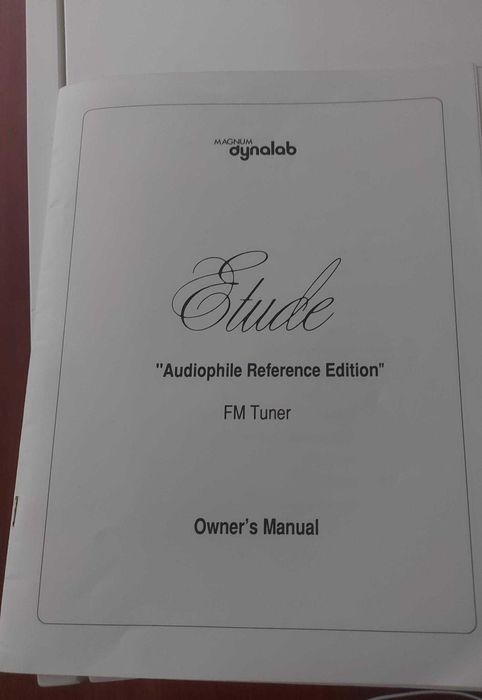 MAGNUM
dynalab
Etude
"Audiophile Reference Edition"
FM Tuner
Owner's Manual